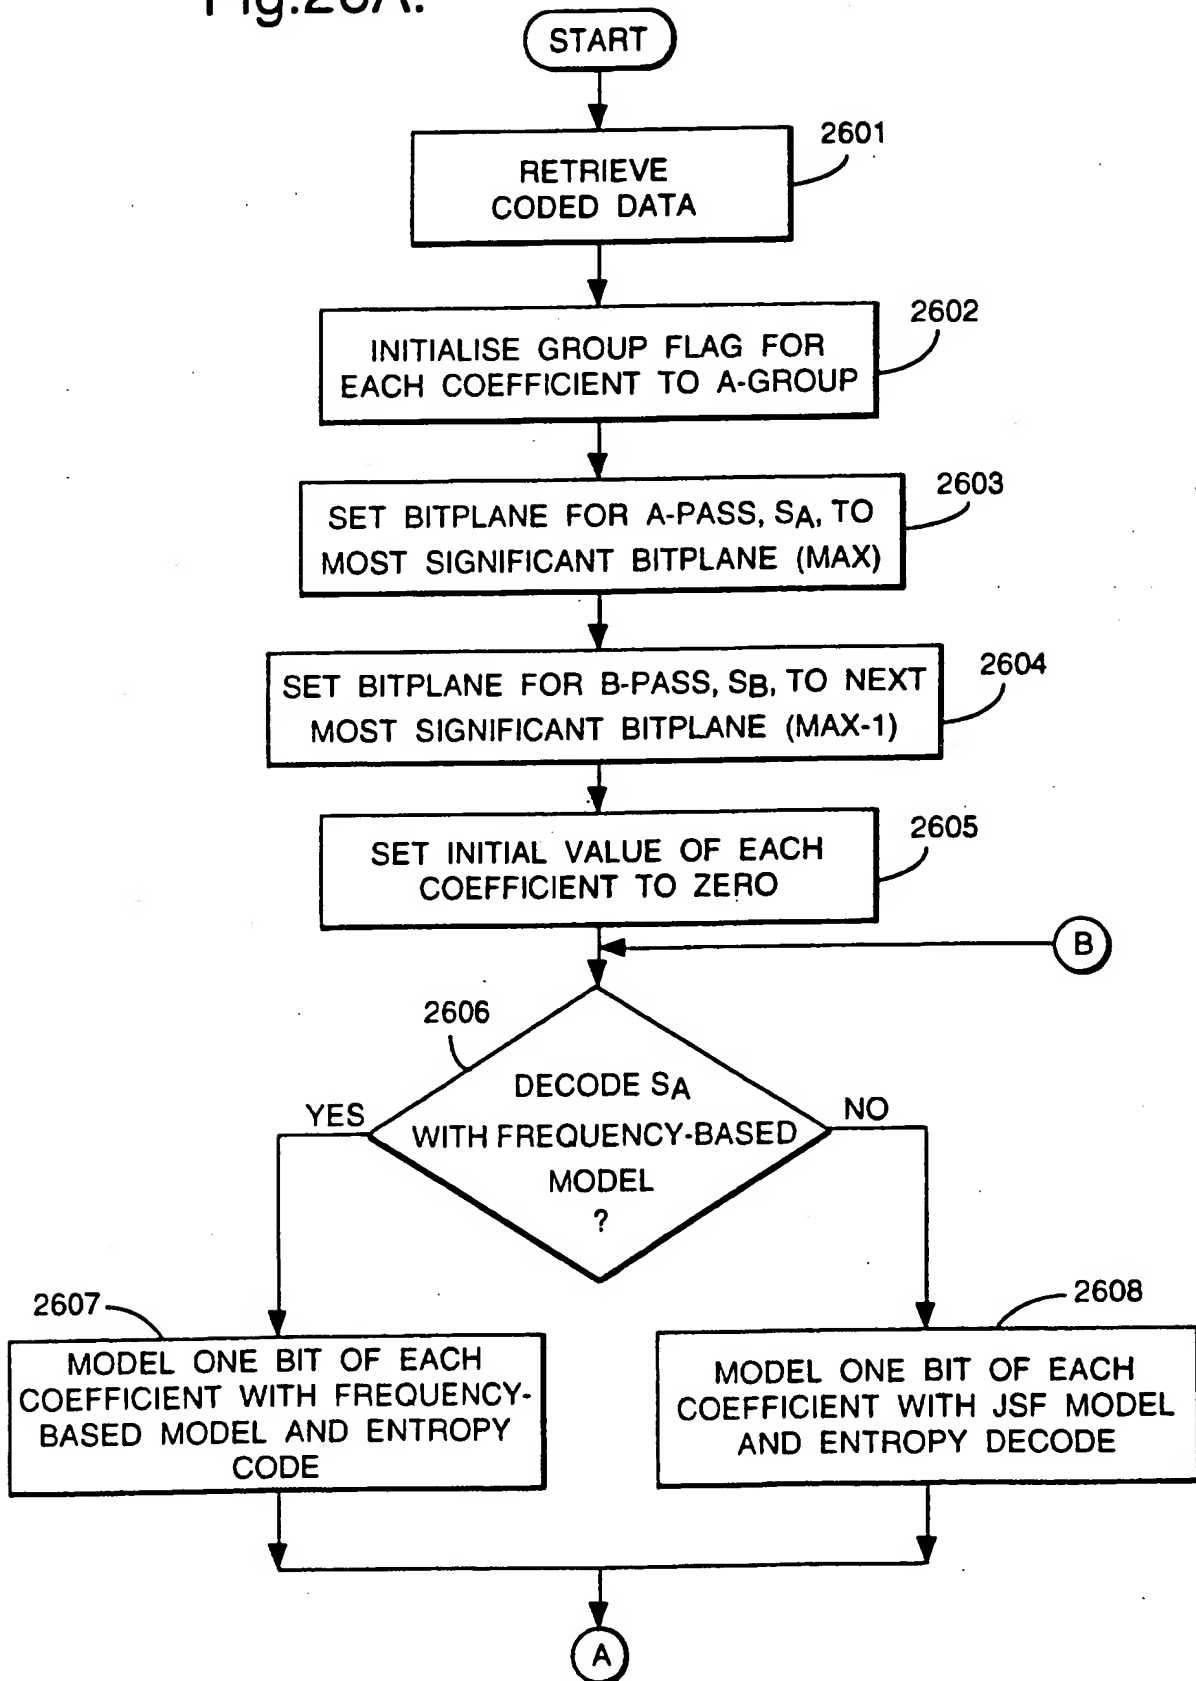 Fig.26A.
START
2601
RETRIEVE
CODED DATA
2602
INITIALISE GROUP FLAG FOR
EACH COEFFICIENT TO A-GROUP
2603
SET BITPLANE FOR A-PASS, SA, TO
MOST SIGNIFICANT BITPLANE (MAX)
2604
SET BITPLANE FOR B-PASS, SB, TO NEXT
MOST SIGNIFICANT BITPLANE (MAX-1)
2605
SET INITIAL VALUE OF EACH
COEFFICIENT TO ZERO
B
2606
DECODE SA
WITH FREQUENCY-BASED
MODEL
?
YES
NO
2607
MODEL ONE BIT OF EACH
COEFFICIENT WITH FREQUENCY-
BASED MODEL AND ENTROPY
CODE
2608
MODEL ONE BIT OF EACH
COEFFICIENT WITH JSF MODEL
AND ENTROPY DECODE
A